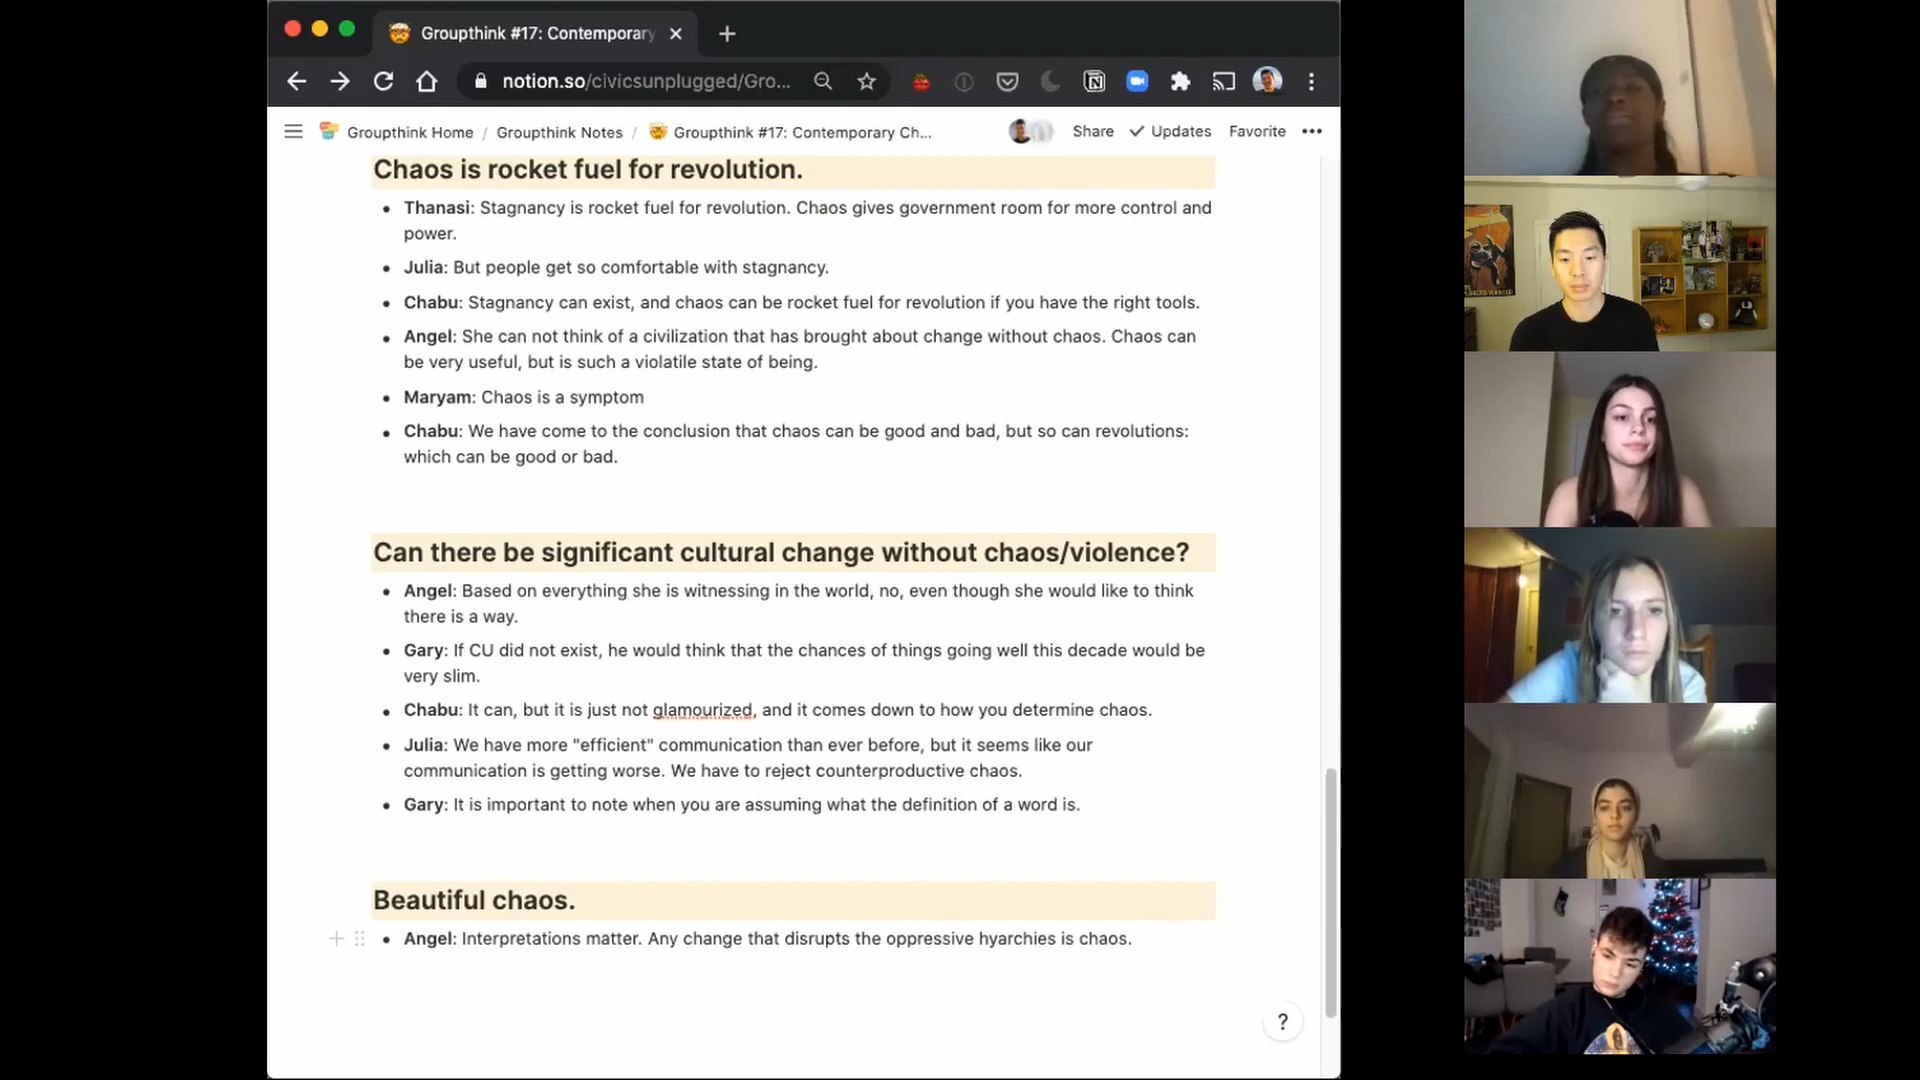 Groupthink #17: Contemporary
notion.so/civicsunplugged/Gro...
Groupthink Home / Groupthink Notes / Groupthink #17: Contemporary Ch... Share Updates Favorite
Chaos is rocket fuel for revolution.
Thanasi: Stagnancy is rocket fuel for revolution. Chaos gives government room for more control and
power.
Julia: But people get so comfortable with stagnancy.
Chabu: Stagnancy can exist, and chaos can be rocket fuel for revolution if you have the right tools.
Angel: She can not think of a civilization that has brought about change without chaos. Chaos can
be very useful, but is such a violatile state of being.
Maryam: Chaos is a symptom
Chabu: We have come to the conclusion that chaos can be good and bad, but so can revolutions:
which can be good or bad.
Can there be significant cultural change without chaos/violence?
Angel: Based on everything she is witnessing in the world, no, even though she would like to think
there is a way.
Gary: If CU did not exist, he would think that the chances of things going well this decade would be
very slim.
Chabu: It can, but it is just not glamourized, and it comes down to how you determine chaos.
Julia: We have more "efficient" communication than ever before, but it seems like our
communication is getting worse. We have to reject counterproductive chaos.
Gary: It is important to note when you are assuming what the definition of a word is.
Beautiful chaos.
Angel: Interpretations matter. Any change that disrupts the oppressive hyarchies is chaos.
?